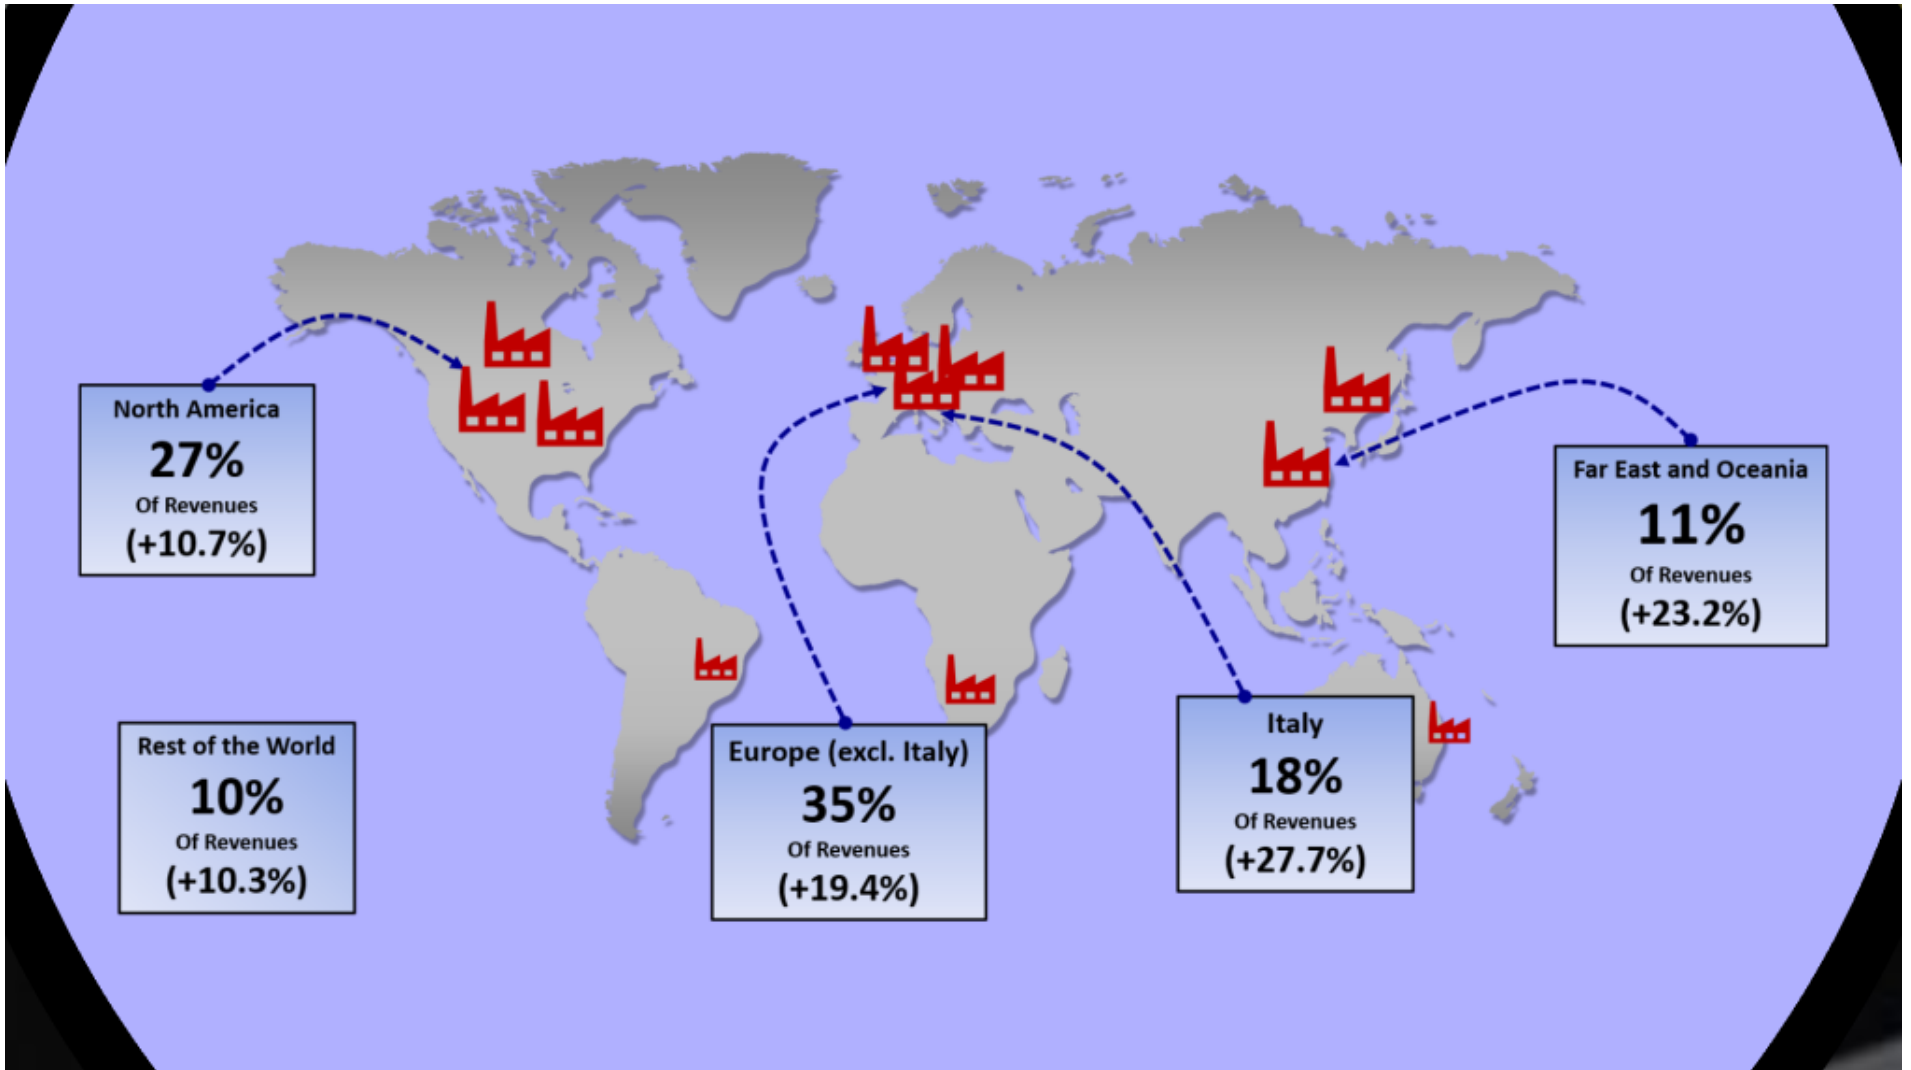 North America
27%
Of Revenues
(+10.7%)
Far East and Oceania
11%
Of Revenues
(+23.2%)
Rest of the World
10%
Of Revenues
(+10.3%)
Europe (excl. Italy)
35%
Of Revenues
(+19.4%)
Italy
18%
Of Revenues
(+27.7%)